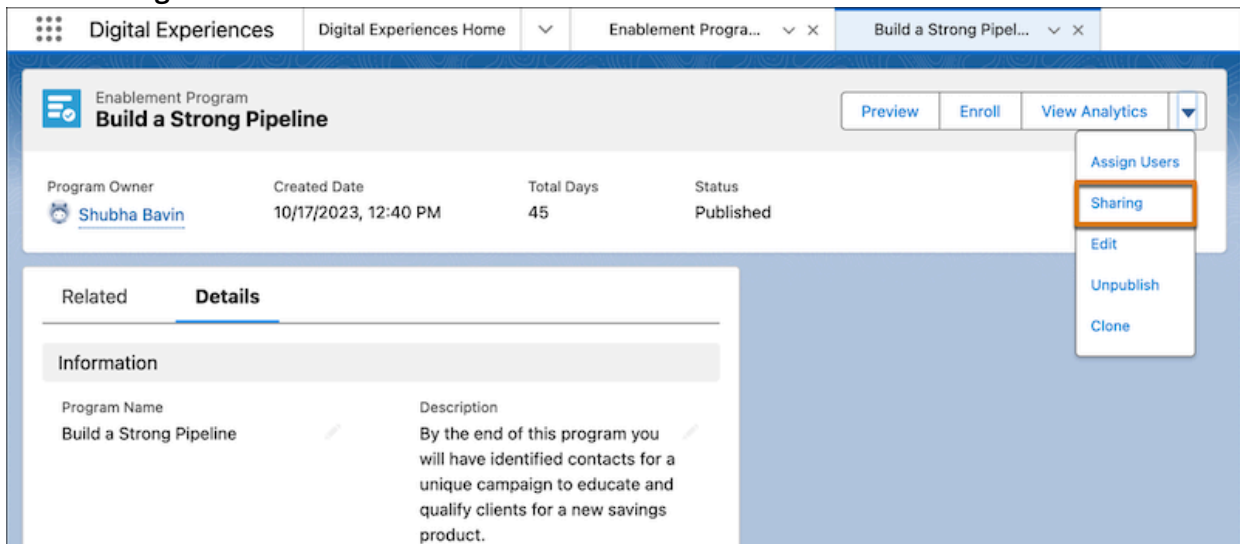 Digital Experiences
Digital Experiences Home
Enablement Progra...
Build a Strong Pipel...
Enablement Program
Build a Strong Pipeline
Preview
Enroll
View Analytics
Assign Users
Sharing
Edit
Unpublish
Clone
Program Owner
Shubha Bavin
Created Date
10/17/2023, 12:40 PM
Total Days
45
Status
Published
Related
Details
Information
Program Name
Build a Strong Pipeline
Description
By the end of this program you
will have identified contacts for a
unique campaign to educate and
qualify clients for a new savings
product.